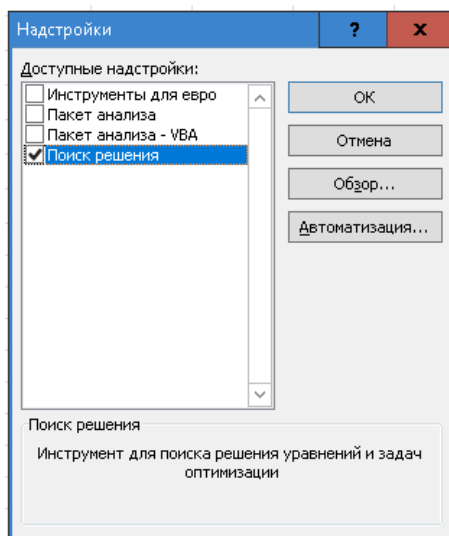 Надстройки
?
x
Доступные надстройки:
Инструменты для евро
Пакет анализа
Пакет анализа - VBA
Поиск решения
ОК
Отмена
Обзор...
Автоматизация...
Поиск решения
Инструмент для поиска решения уравнений и задач
оптимизации